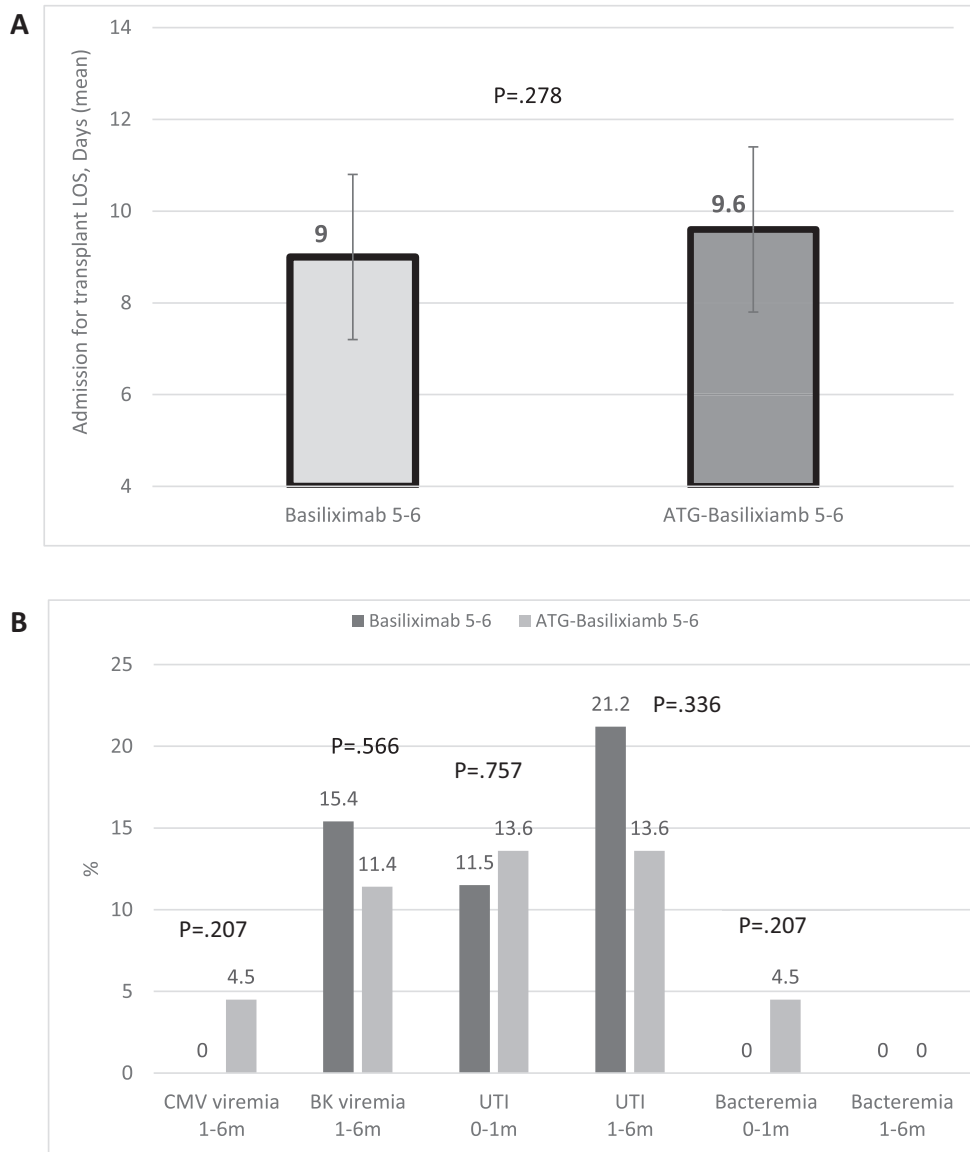 A
Admission for transplant LOS, Days (mean)
14
12
10
8
6
4
P=.278
9
9.6
Basiliximab 5-6
ATG-Basilixiamb 5-6
B
Basiliximab 5-6
ATG-Basilixiamb 5-6
%
25
20
15
10
5
0
P=.207
0
4.5
P=.566
15.4
11.4
P=.757
11.5
13.6
21.2
P=.336
13.6
P=.207
0
4.5
0
0
CMV viremia
1-6m
BK viremia
1-6m
UTI
0-1m
UTI
1-6m
Bacteremia
0-1m
Bacteremia
1-6m